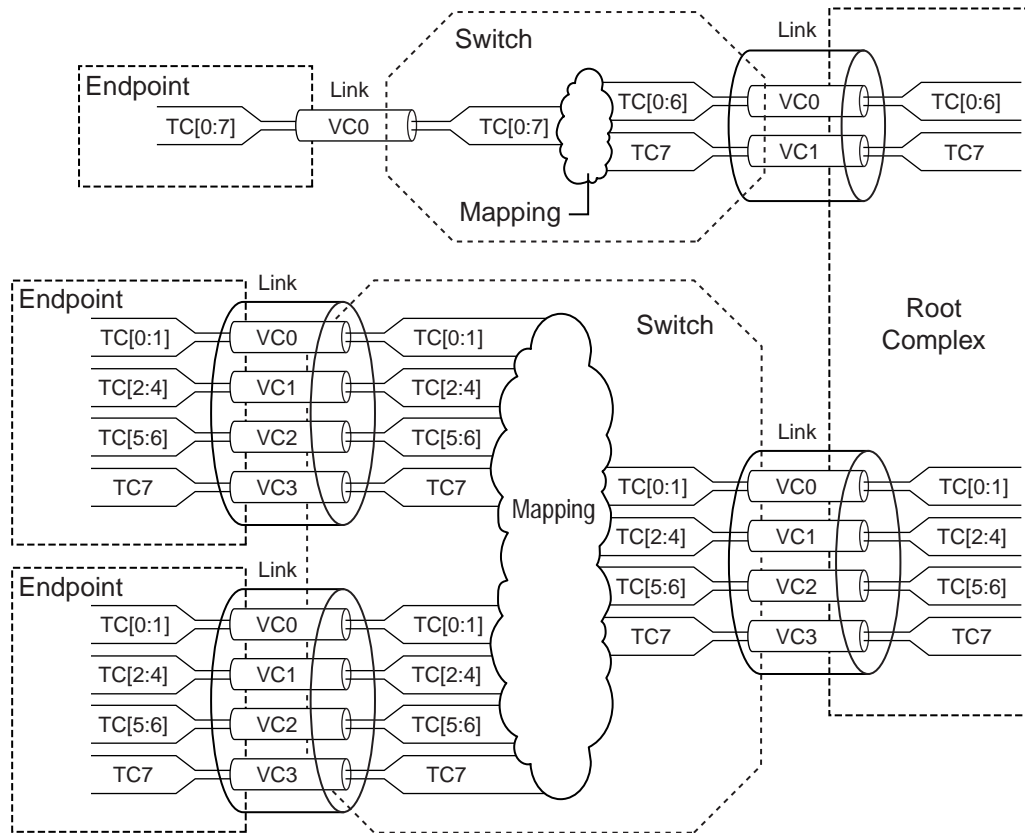 Switch
Link
Endpoint
Link
TC[0:7]
VC0
TC[0:7]
TC[0:6]
VC0
TC[0:6]
TC7
VC1
TC7
Mapping
Endpoint
Link
Switch
Root
Complex
TC[0:1]
VC0
TC[0:1]
TC[2:4]
VC1
TC[2:4]
TC[5:6]
VC2
TC[5:6]
TC7
VC3
TC7
Mapping
Link
TC[0:1]
VC0
TC[0:1]
TC[2:4]
VC1
TC[2:4]
TC[5:6]
VC2
TC[5:6]
TC7
VC3
TC7
Endpoint
Link
TC[0:1]
VC0
TC[0:1]
TC[2:4]
VC1
TC[2:4]
TC[5:6]
VC2
TC[5:6]
TC7
VC3
TC7